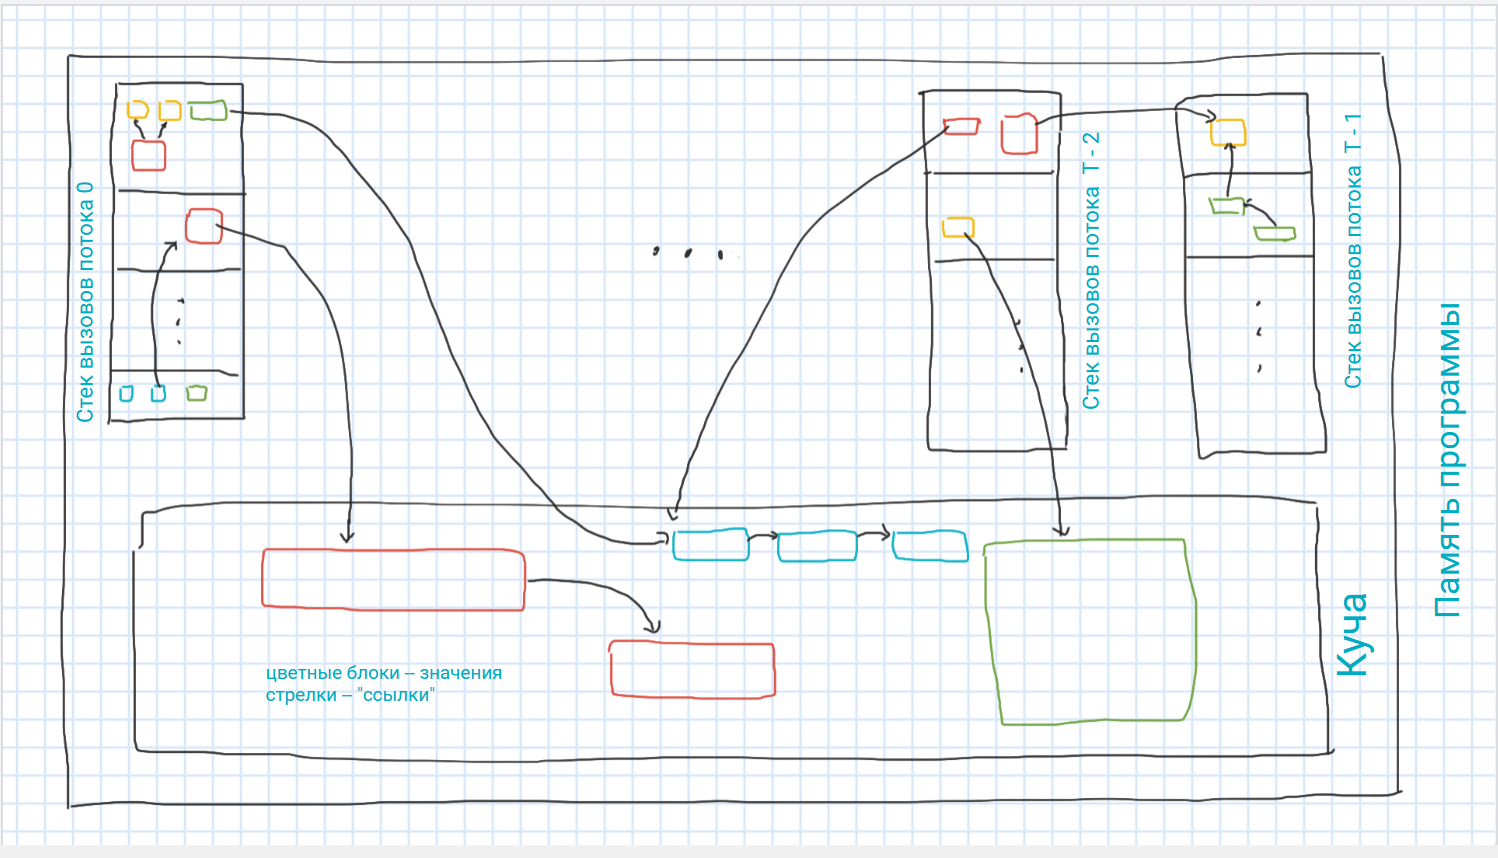 Стек вызовов потока 0
Стек вызовов потока T - 2
Стек вызовов потока T - 1
Память программы
Куча
цветные блоки -- значения
стрелки -- "ссылки"